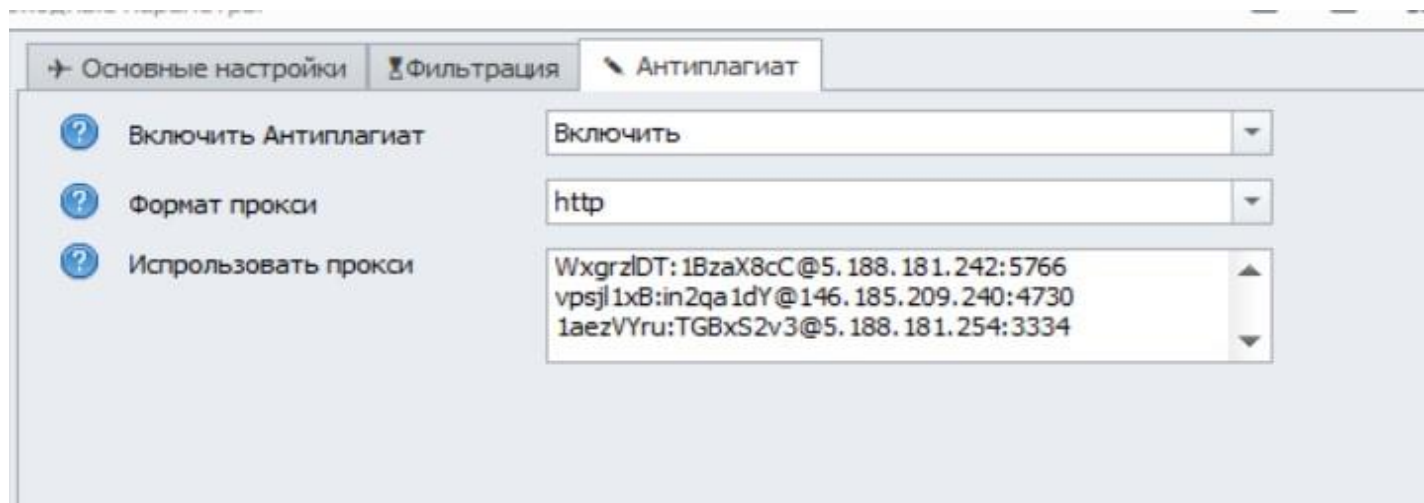 Основные настройки
Фильтрация
Антиплагиат
Включить Антиплагиат
Включить
Формат прокси
http
Испрользовать прокси
WxgrzlDT:1BzaX8cC@5.188.181.242:5766
vpsjl1xB:in2qa1dY@146.185.209.240:4730
1aezVYru:TGBxS2v3@5.188.181.254:3334